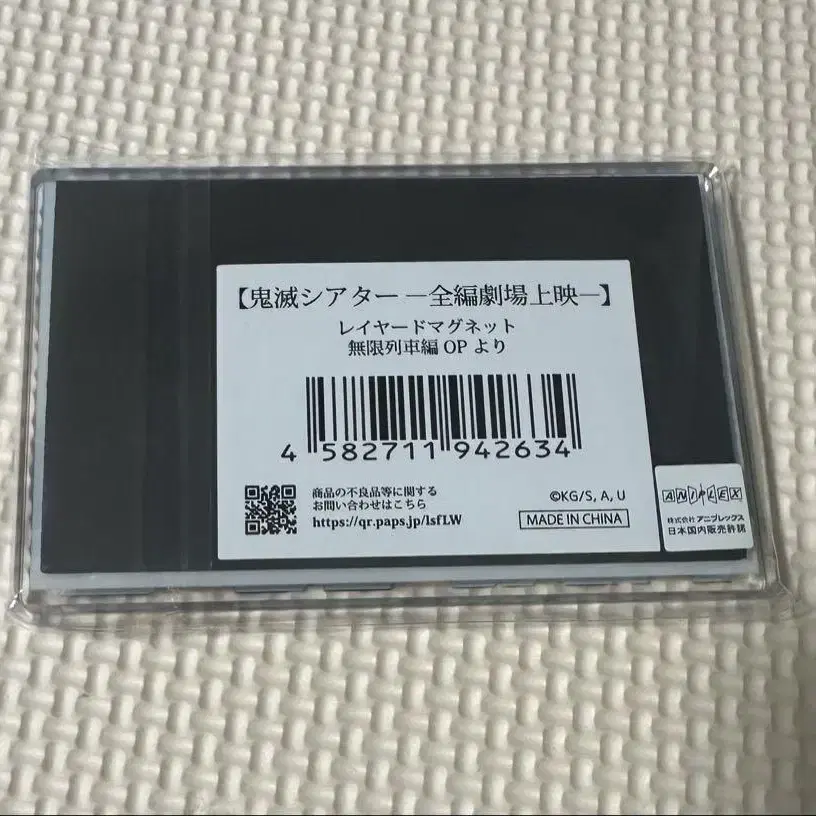 【鬼滅シアター ―全編劇場上映―】
レイヤードマグネット
無限列車編 OP より
4 582711 942634
商品の不良品等に関する
お問い合わせはこちら
https://qr.paps.jp/lsfLW
©KG/S, A, U
MADE IN CHINA
ANIPLEX
株式会社 アニプレックス
日本国内販売許諾